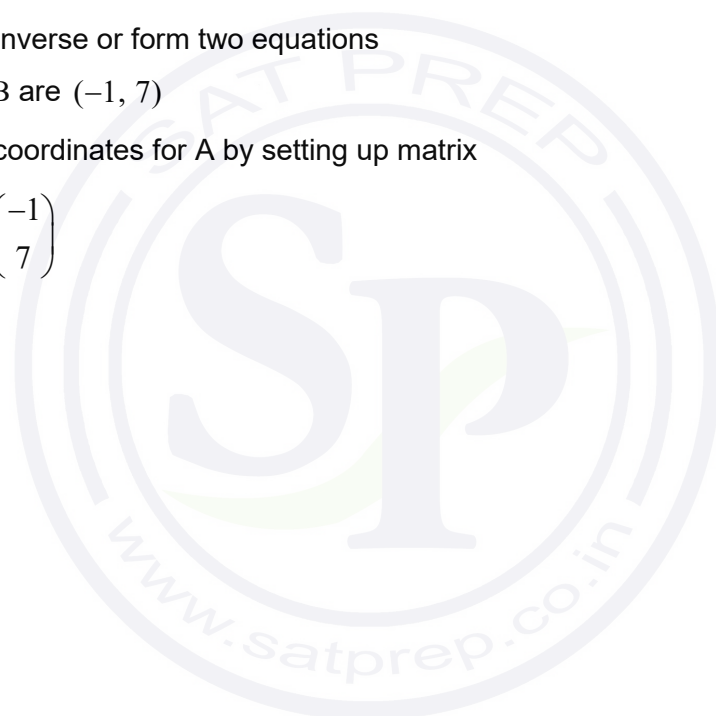 nverse or form two equations
B are (−1, 7)
coordinates for A by setting up matrix
(−1
7)
SAT PREP
SP
www.satprep.co.in